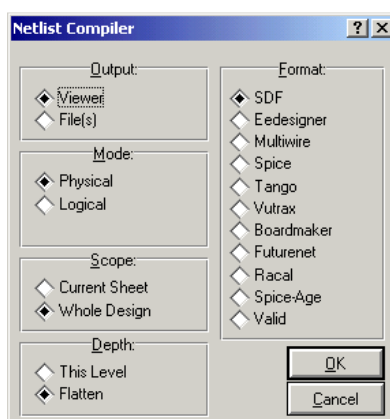 Netlist Compiler
Output:
Viewer
File(s)
Mode:
Physical
Logical
Scope:
Current Sheet
Whole Design
Depth:
This Level
Flatten
Format:
SDF
Eedesigner
Multiwire
Spice
Tango
Vutrax
Boardmaker
Futurenet
Racal
Spice-Age
Valid
OK
Cancel